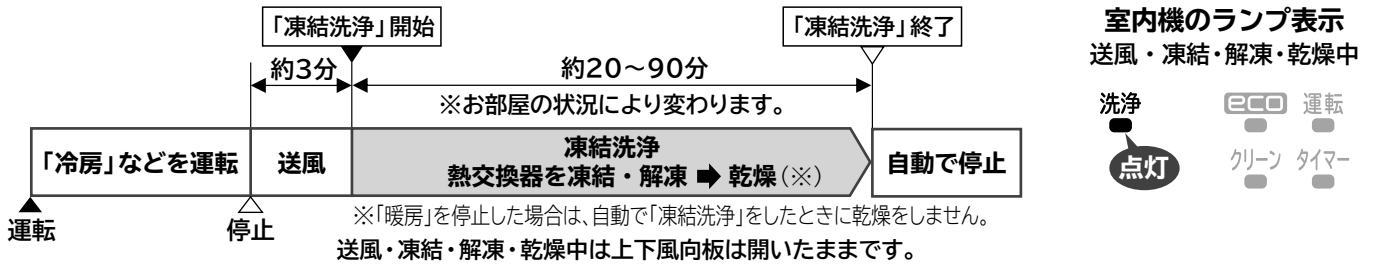 「凍結洗浄」開始
「凍結洗浄」終了
約3分
約20〜90分
※お部屋の状況により変わります。
「冷房」などを運転
送風
凍結洗浄
熱交換器を凍結・解凍 ➡ 乾燥(※)
自動で停止
運転
停止
※「暖房」を停止した場合は、自動で「凍結洗浄」をしたときに乾燥をしません。
送風・凍結・解凍・乾燥中は上下風向板は開いたままです。
室内機のランプ表示
送風・凍結・解凍・乾燥中
洗浄
eco
運転
点灯
クリーン
タイマー